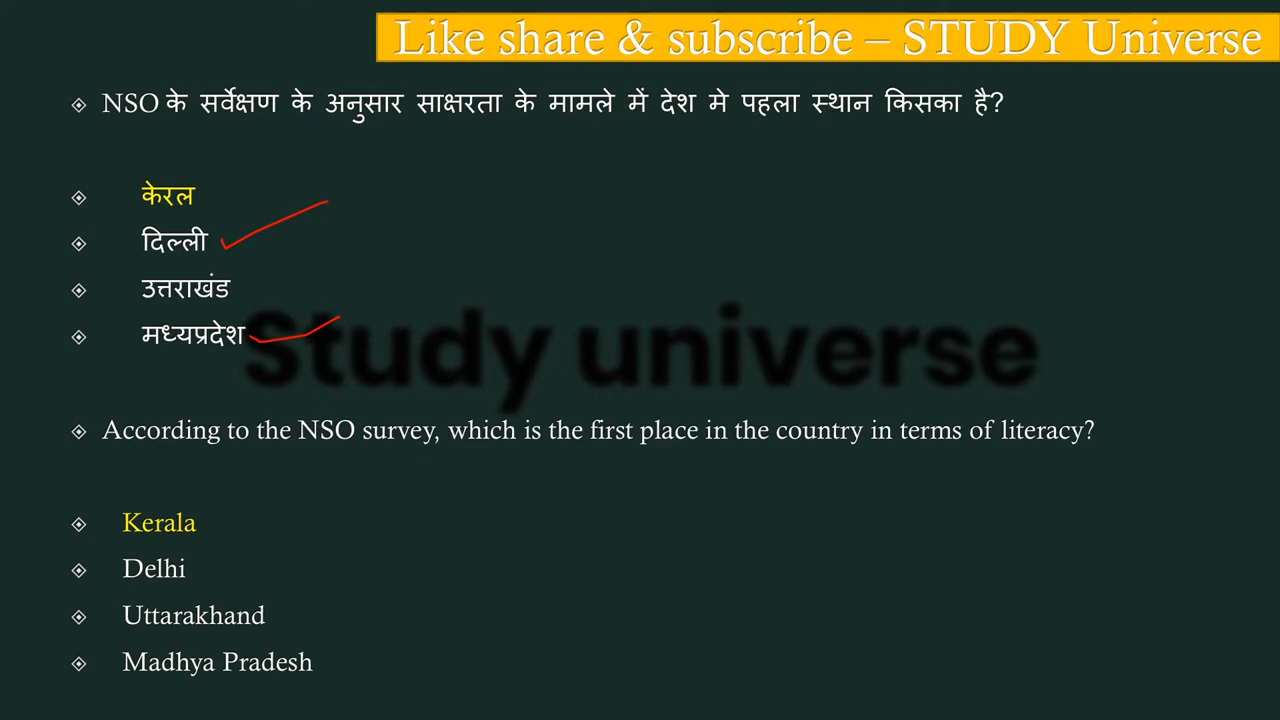 Like share & subscribe – STUDY Universe
NSO के सर्वेक्षण के अनुसार साक्षरता के मामले में देश मे पहला स्थान किसका है?
केरल
दिल्ली
उत्तराखंड
मध्यप्रदेश
Study universe
According to the NSO survey, which is the first place in the country in terms of literacy?
Kerala
Delhi
Uttarakhand
Madhya Pradesh